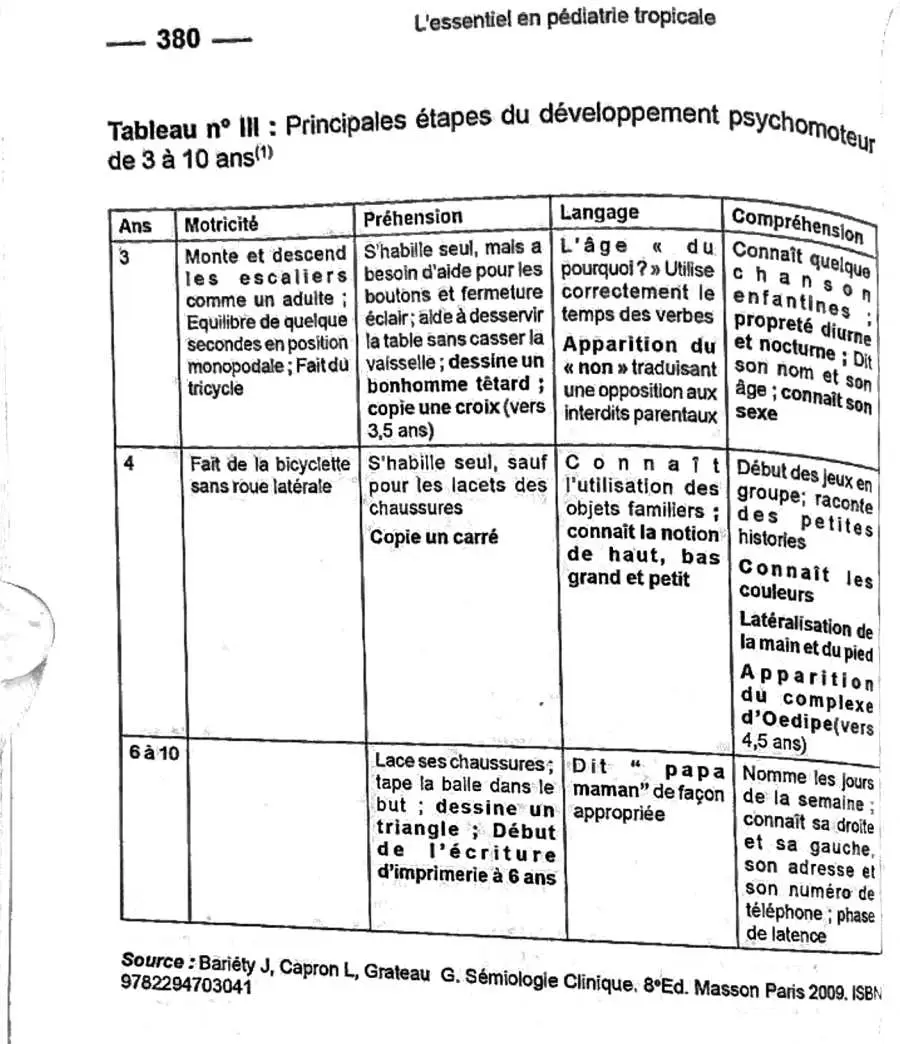 — 380 —
L'essentiel en pédiatrie tropicale
Tableau n° III : Principales étapes du développement psychomoteur
de 3 à 10 ans(1)
Ans
Motricité
Préhension
Langage
Compréhension
3
Monte et descend
les escaliers
comme un adulte ;
Equilibre de quelque
secondes en position
monopodale ; Fait du
tricycle
S'habille seul, mais a
besoin d'aide pour les
boutons et fermeture
éclair ; aide à desservir
la table sans casser la
vaisselle ; dessine un
bonhomme têtard ;
copie une croix (vers
3,5 ans)
L'âge « du
pourquoi ? » Utilise
correctement le
temps des verbes
Apparition du
« non » traduisant
une opposition aux
interdits parentaux
Connaît quelque
chanson
enfantines ;
propreté diurne
et nocturne ; Dit
son nom et son
âge ; connaît son
sexe
4
Fait de la bicyclette
sans roue latérale
S'habille seul, sauf
pour les lacets des
chaussures
Copie un carré
Connaît
l'utilisation des
objets familiers ;
connaît la notion
de haut, bas
grand et petit
Début des jeux en
groupe; raconte
des petites
histories
Connaît les
couleurs
Latéralisation de
la main et du pied
Apparition
du complexe
d'Oedipe(vers
4,5 ans)
6 à 10
Lace ses chaussures ;
tape la balle dans le
but ; dessine un
triangle ; Début
de l'écriture
d'imprimerie à 6 ans
Dit “ papa
maman” de façon
appropriée
Nomme les jours
de la semaine ;
connaît sa droite
et sa gauche,
son adresse et
son numéro de
téléphone ; phase
de latence
Source : Bariéty J, Capron L, Grateau G. Sémiologie Clinique. 8eEd. Masson Paris 2009. ISBN
9782294703041